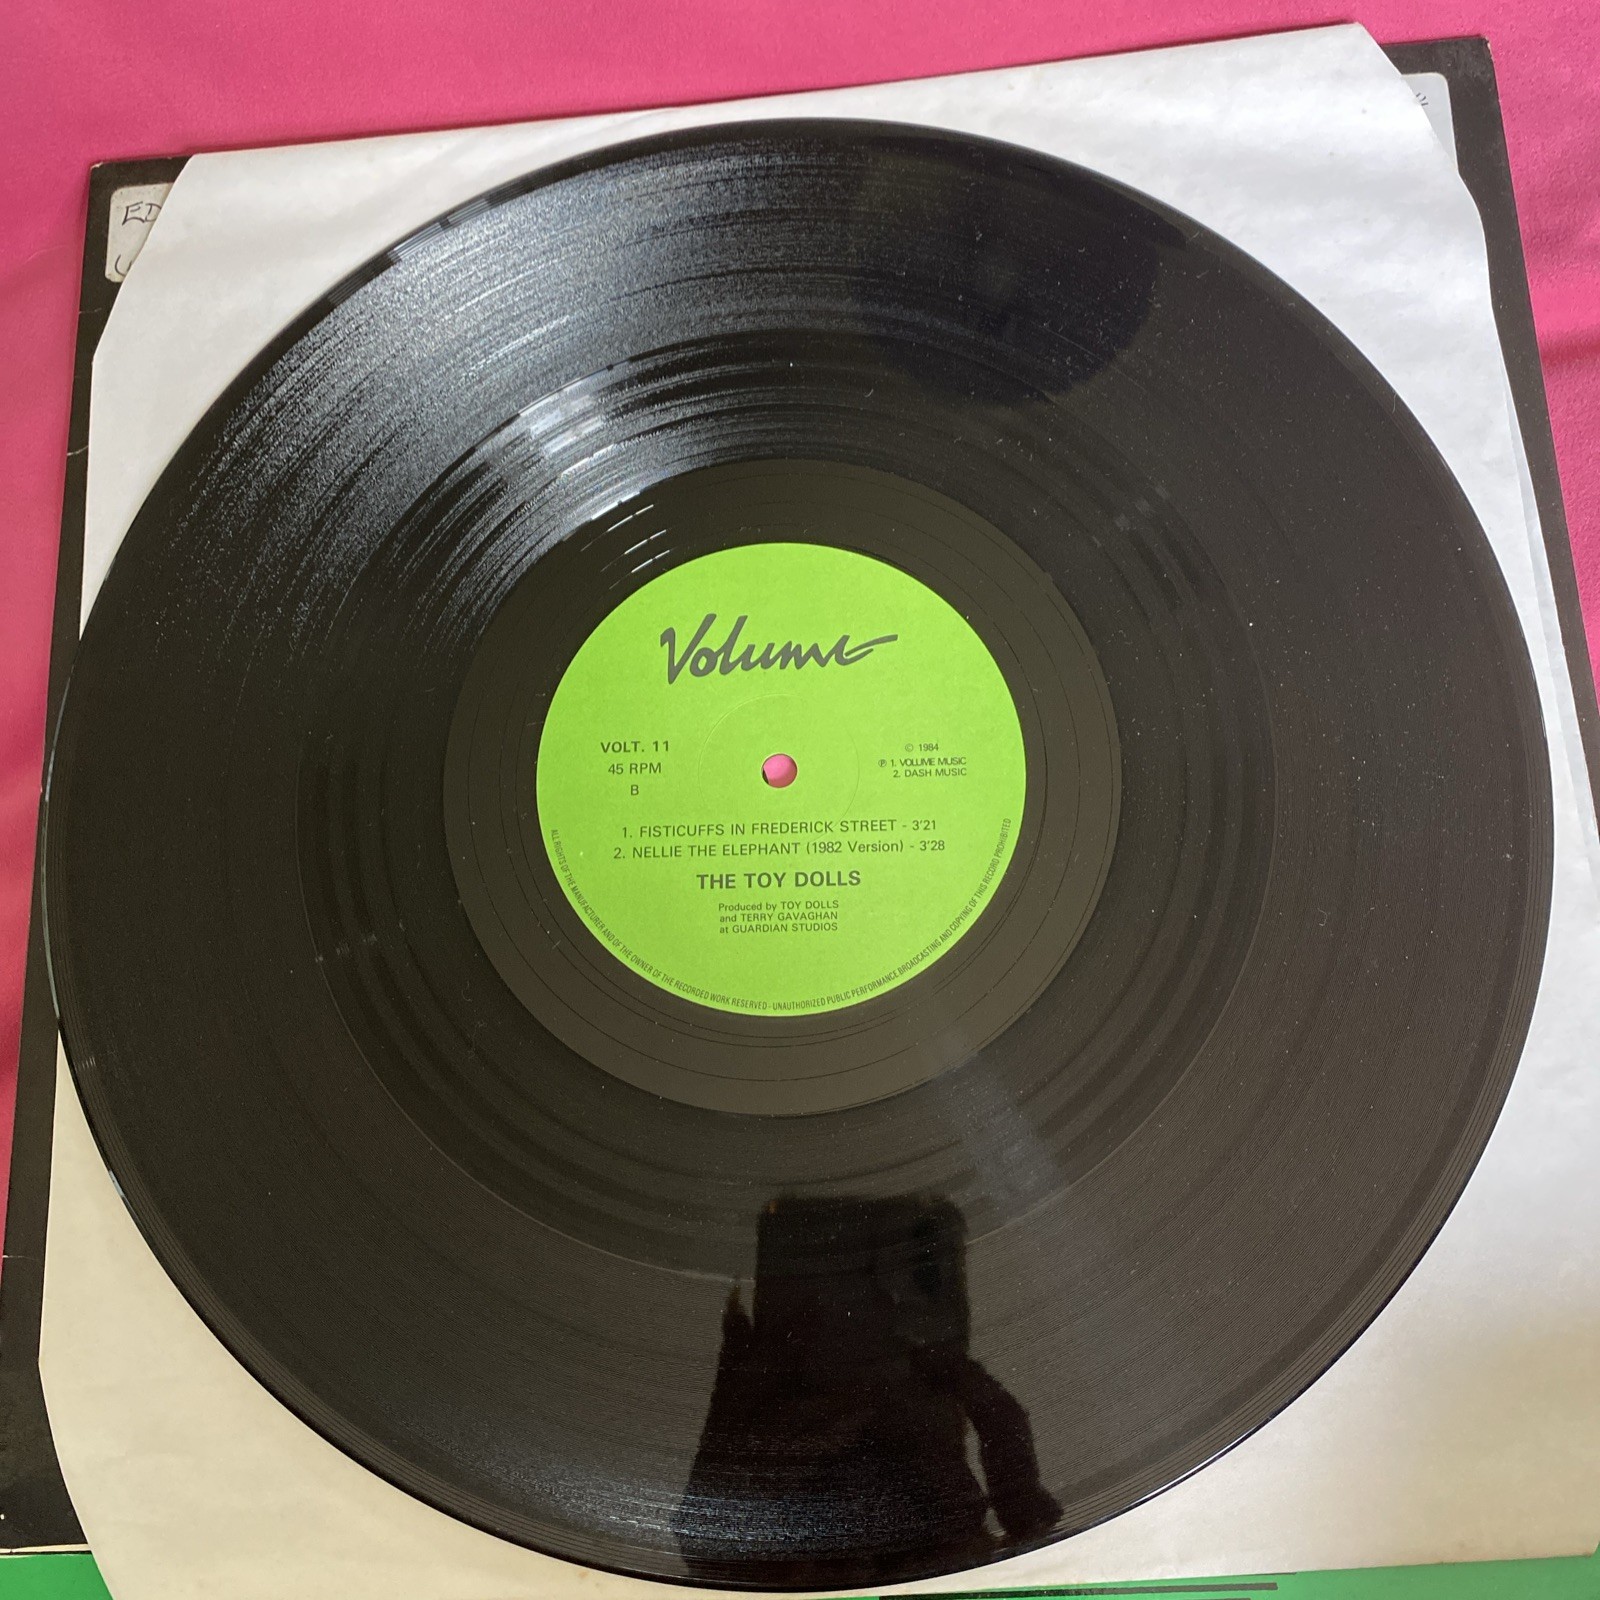 ED
Volume
VOLT. 11
45 RPM
B
© 1984
℗ 1. VOLUME MUSIC
2. DASH MUSIC
1. FISTICUFFS IN FREDERICK STREET - 3'21
2. NELLIE THE ELEPHANT (1982 Version) - 3'28
THE TOY DOLLS
Produced by TOY DOLLS
and TERRY GAVAGHAN
at GUARDIAN STUDIOS
ALL RIGHTS OF THE MANUFACTURER AND OF THE OWNER OF THE RECORDED WORK RESERVED - UNAUTHORIZED PUBLIC PERFORMANCE BROADCASTING AND COPYING OF THIS RECORD PROHIBITED